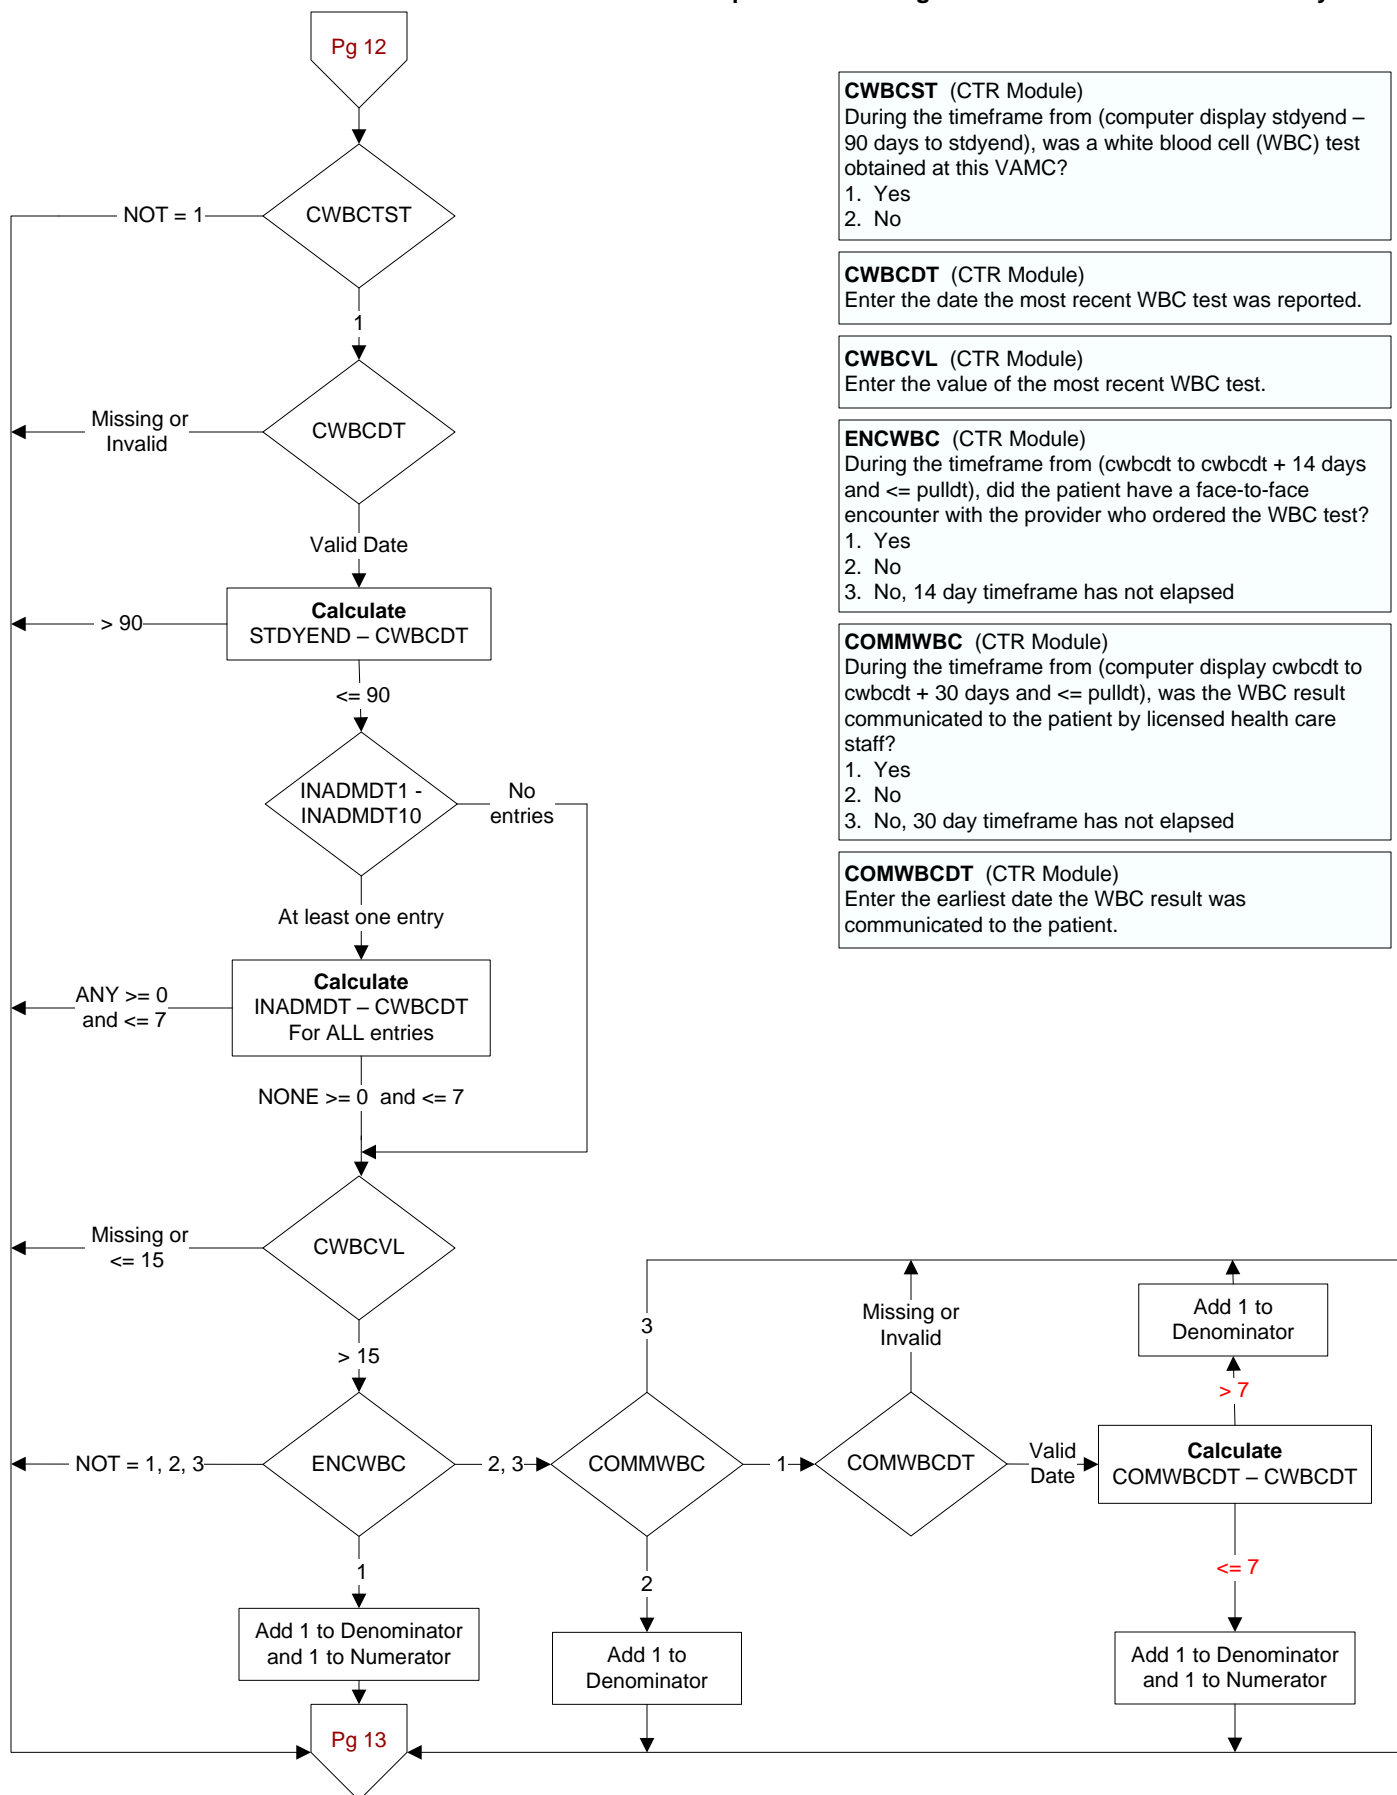 Pg 12
CWBCTST
NOT = 1
1
CWBCDT
Missing or
Invalid
Valid Date
Calculate
STDYEND – CWBCDT
> 90
<= 90
INADMDT1 -
INADMDT10
No
entries
At least one entry
Calculate
INADMDT – CWBCDT
For ALL entries
ANY >= 0
and <= 7
NONE >= 0 and <= 7
CWBCVL
Missing or
<= 15
> 15
ENCWBC
NOT = 1, 2, 3
2, 3
1
Add 1 to Denominator
and 1 to Numerator
COMMWBC
3
1
2
Add 1 to
Denominator
COMWBCDT
Missing or
Invalid
Valid
Date
Calculate
COMWBCDT – CWBCDT
> 7
Add 1 to
Denominator
<= 7
Add 1 to Denominator
and 1 to Numerator
Pg 13
CWBCST (CTR Module)
During the timeframe from (computer display stdyend –
90 days to stdyend), was a white blood cell (WBC) test
obtained at this VAMC?
1. Yes
2. No
CWBCDT (CTR Module)
Enter the date the most recent WBC test was reported.
CWBCVL (CTR Module)
Enter the value of the most recent WBC test.
ENCWBC (CTR Module)
During the timeframe from (cwbcdt to cwbcdt + 14 days
and <= pulldt), did the patient have a face-to-face
encounter with the provider who ordered the WBC test?
1. Yes
2. No
3. No, 14 day timeframe has not elapsed
COMMWBC (CTR Module)
During the timeframe from (computer display cwbcdt to
cwbcdt + 30 days and <= pulldt), was the WBC result
communicated to the patient by licensed health care
staff?
1. Yes
2. No
3. No, 30 day timeframe has not elapsed
COMWBCDT (CTR Module)
Enter the earliest date the WBC result was
communicated to the patient.